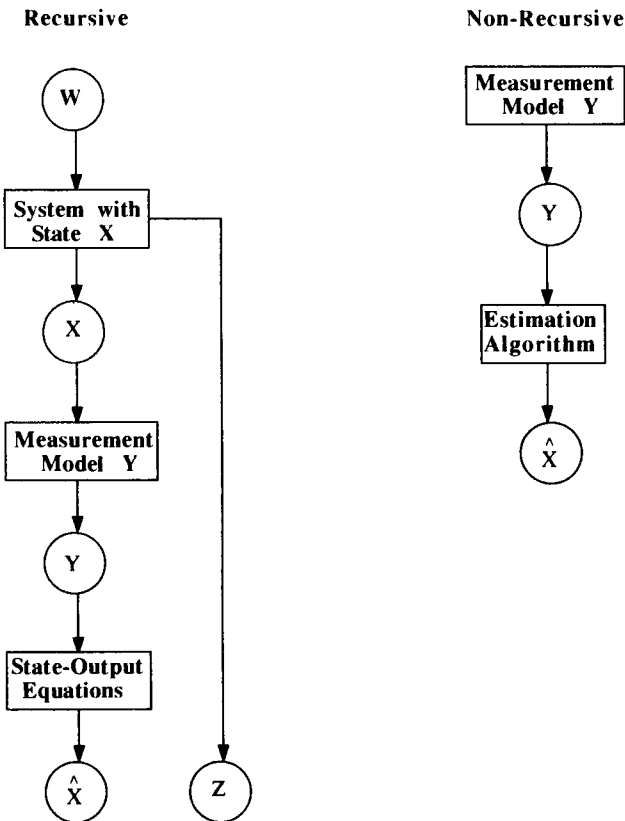 Recursive
W
System with
State X
X
Measurement
Model Y
Y
State-Output
Equations
X̂
Z
Non-Recursive
Measurement
Model Y
Y
Estimation
Algorithm
X̂